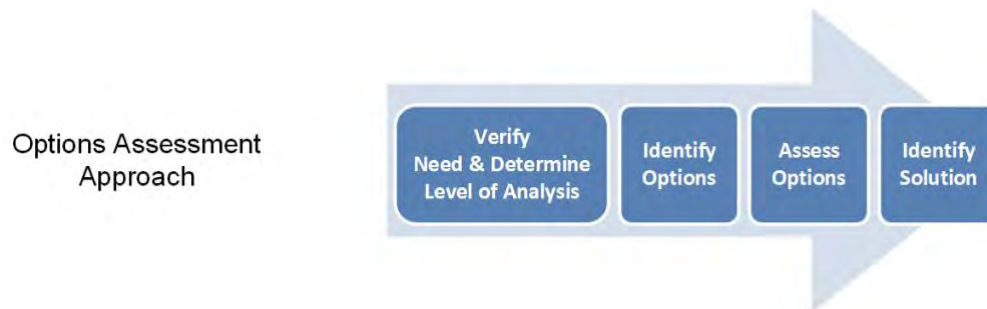 Options Assessment
Approach
Verify
Need & Determine
Level of Analysis
Identify
Options
Assess
Options
Identify
Solution